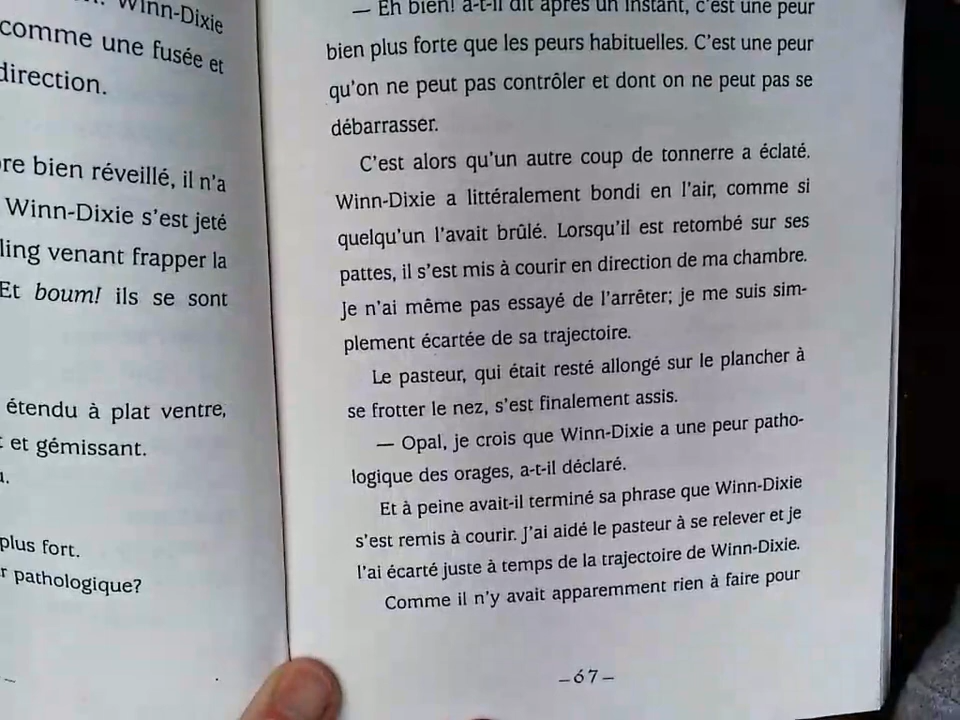 Winn-Dixie
comme une fusée et
direction.
bien réveillé, il n'a
Winn-Dixie s'est jeté
venant frapper la
Et boum! ils se sont
étendu à plat ventre,
et gémissant.
plus fort.
pathologique?
— Eh bien! a-t-il dit après un instant, c'est une peur
bien plus forte que les peurs habituelles. C'est une peur
qu'on ne peut pas contrôler et dont on ne peut pas se
débarrasser.
C'est alors qu'un autre coup de tonnerre a éclaté.
Winn-Dixie a littéralement bondi en l'air, comme si
quelqu'un l'avait brûlé. Lorsqu'il est retombé sur ses
pattes, il s'est mis à courir en direction de ma chambre.
Je n'ai même pas essayé de l'arrêter; je me suis sim-
plement écartée de sa trajectoire.
Le pasteur, qui était resté allongé sur le plancher à
se frotter le nez, s'est finalement assis.
— Opal, je crois que Winn-Dixie a une peur patho-
logique des orages, a-t-il déclaré.
Et à peine avait-il terminé sa phrase que Winn-Dixie
s'est remis à courir. J'ai aidé le pasteur à se relever et je
l'ai écarté juste à temps de la trajectoire de Winn-Dixie.
Comme il n'y avait apparemment rien à faire pour
–67–